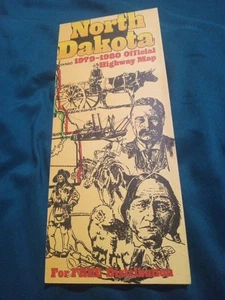 North
Dakota
1979-1980 Official
Highway Map
For Free Distribution